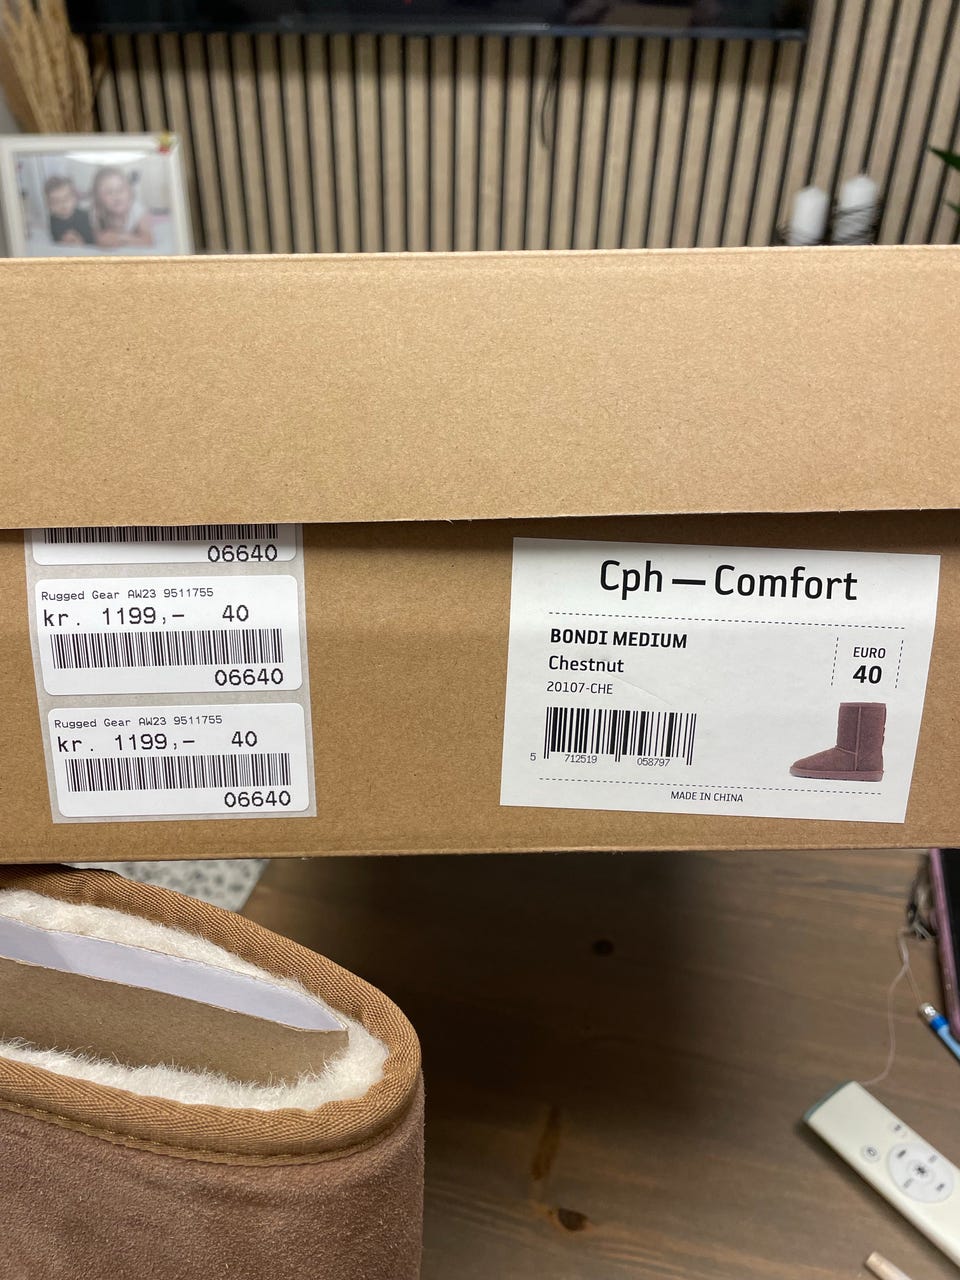 06640
Rugged Gear AW23 9511755
kr. 1199,- 40
06640
Rugged Gear AW23 9511755
kr. 1199,- 40
06640
Cph — Comfort
BONDI MEDIUM
Chestnut
20107-CHE
EURO
40
5 712519 058797
MADE IN CHINA